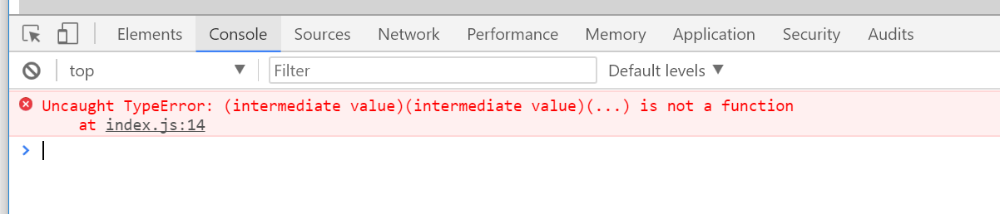 Elements Console Sources Network Performance Memory Application Security Audits
top Filter Default levels
Uncaught TypeError: (intermediate value)(intermediate value)(...) is not a function
at index.js:14